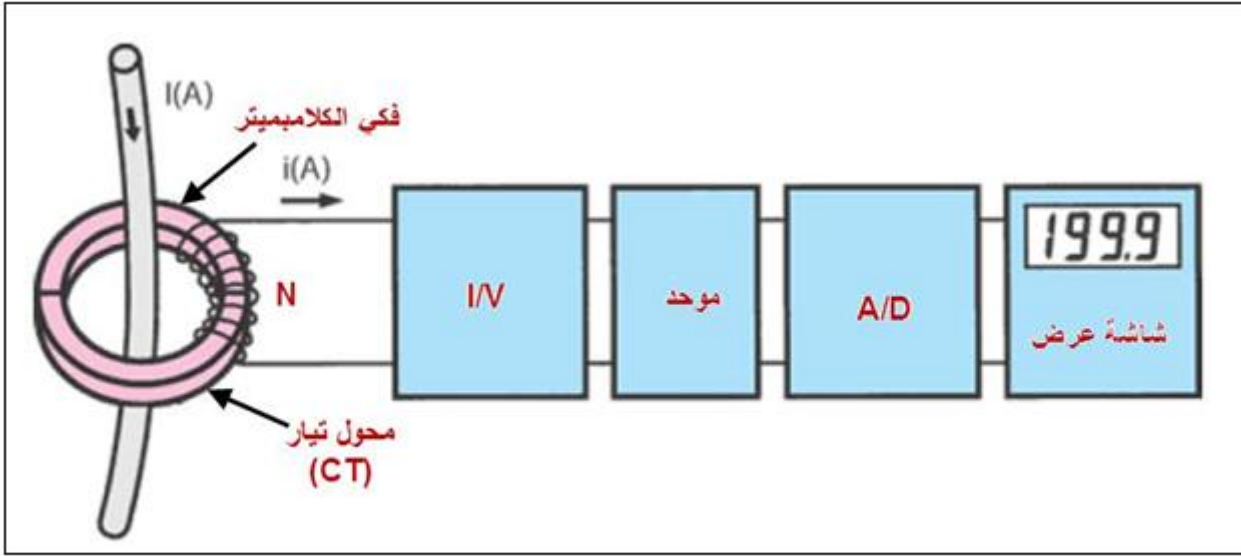 I(A)
فكي الكلامبميتر
i(A)
N
I/V
موحد
A/D
199.9
شاشة عرض
محول تيار
(CT)